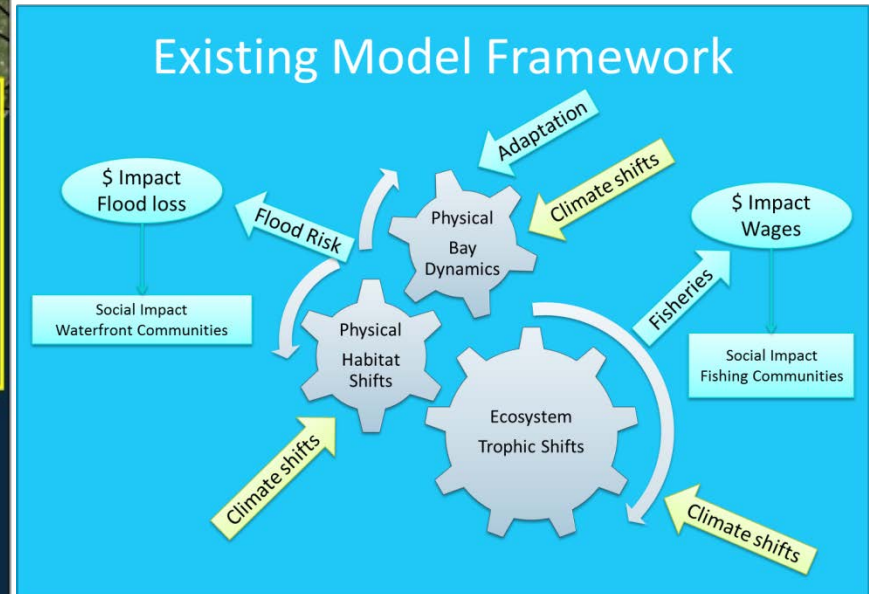 Existing Model Framework
Adaptation
Climate shifts
$ Impact
Flood loss
Flood Risk
Physical
Bay
Dynamics
$ Impact
Wages
Social Impact
Waterfront Communities
Physical
Habitat
Shifts
Fisheries
Social Impact
Fishing Communities
Ecosystem
Trophic Shifts
Climate shifts
Climate shifts